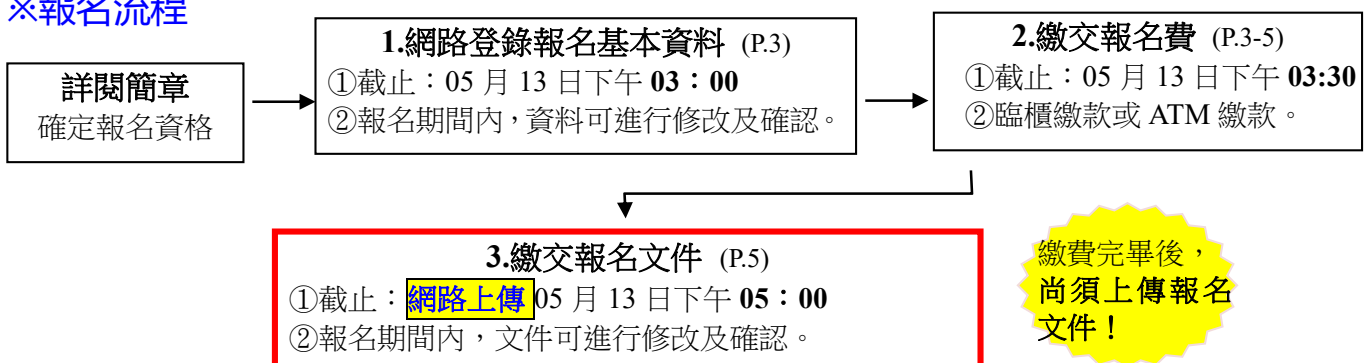 ※報名流程
詳閱簡章
確定報名資格
1.網路登錄報名基本資料 (P.3)
①截止：05 月 13 日下午 03：00
②報名期間內，資料可進行修改及確認。
2.繳交報名費 (P.3-5)
①截止：05 月 13 日下午 03:30
②臨櫃繳款或 ATM 繳款。
3.繳交報名文件 (P.5)
①截止：網路上傳 05 月 13 日下午 05：00
②報名期間內，文件可進行修改及確認。
繳費完畢後，
尚須上傳報名
文件！